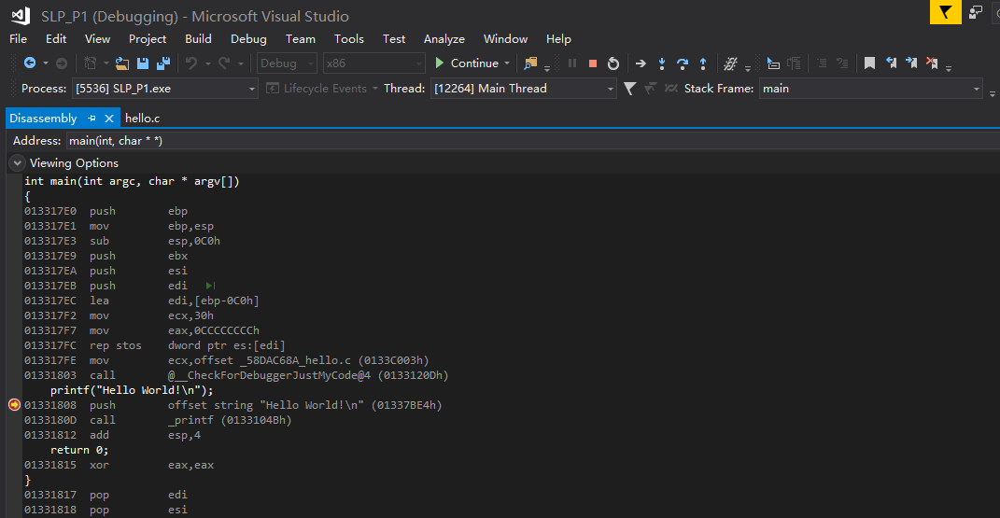 SLP_P1 (Debugging) - Microsoft Visual Studio
File Edit View Project Build Debug Team Tools Test Analyze Window Help
Debug x86 Continue
Process: [5536] SLP_P1.exe Lifecycle Events Thread: [12264] Main Thread Stack Frame: main
Disassembly hello.c
Address: main(int, char * *)
Viewing Options
int main(int argc, char * argv[])
{
013317E0 push ebp
013317E1 mov ebp,esp
013317E3 sub esp,0C0h
013317E9 push ebx
013317EA push esi
013317EB push edi
013317EC lea edi,[ebp-0C0h]
013317F2 mov ecx,30h
013317F7 mov eax,0CCCCCCCCh
013317FC rep stos dword ptr es:[edi]
013317FE mov ecx,offset _58DAC68A_hello.c (0133C003h)
01331803 call @__CheckForDebuggerJustMyCode@4 (0133120Dh)
printf("Hello World!\n");
01331808 push offset string "Hello World!\n" (01337BE4h)
0133180D call _printf (0133104Bh)
01331812 add esp,4
return 0;
01331815 xor eax,eax
}
01331817 pop edi
01331818 pop esi